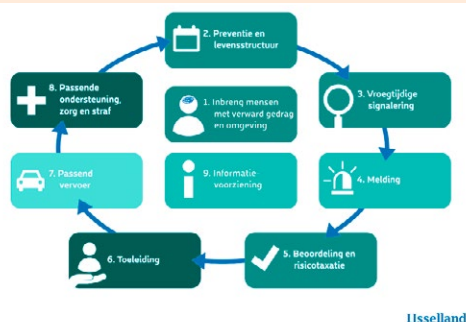 2. Preventie en
levensstructuur
8. Passende
ondersteuning,
zorg en straf
1. Inbreng mensen
met verward gedrag
en omgeving
3. Vroegtijdige
signalering
7. Passend
vervoer
9. Informatie-
voorziening
4. Melding
6. Toeleiding
5. Beoordeling en
risicotaxatie
IJsselland